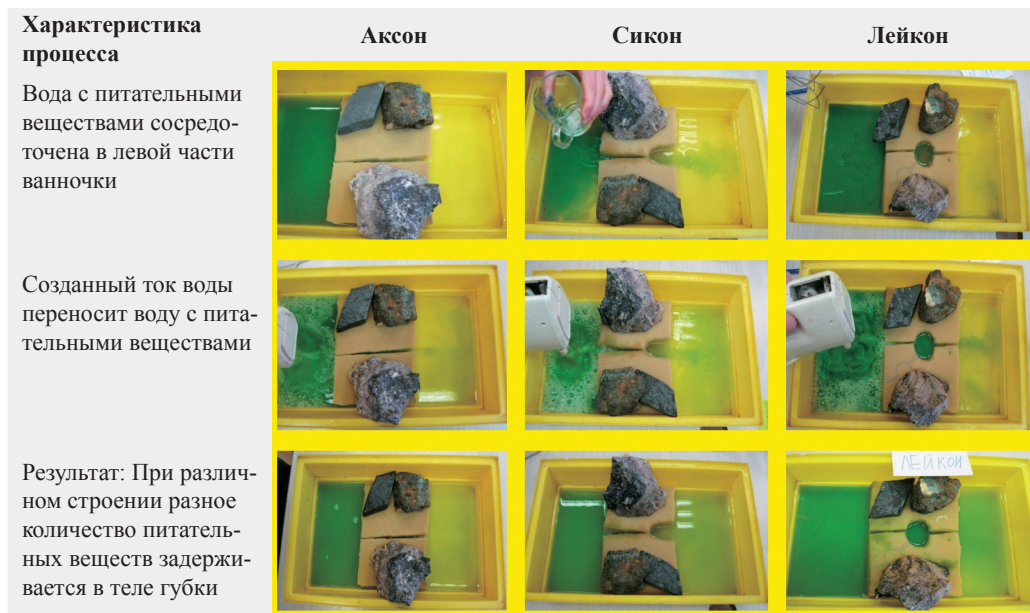 Характеристика
процесса
Аксон
Сикон
Лейкон
Вода с питательными
веществами сосредо-
точена в левой части
ванночки
Созданный ток воды
переносит воду с пита-
тельными веществами
Результат: При различ-
ном строении разное
количество питатель-
ных веществ задержи-
вается в теле губки
ЛЕЙКОН